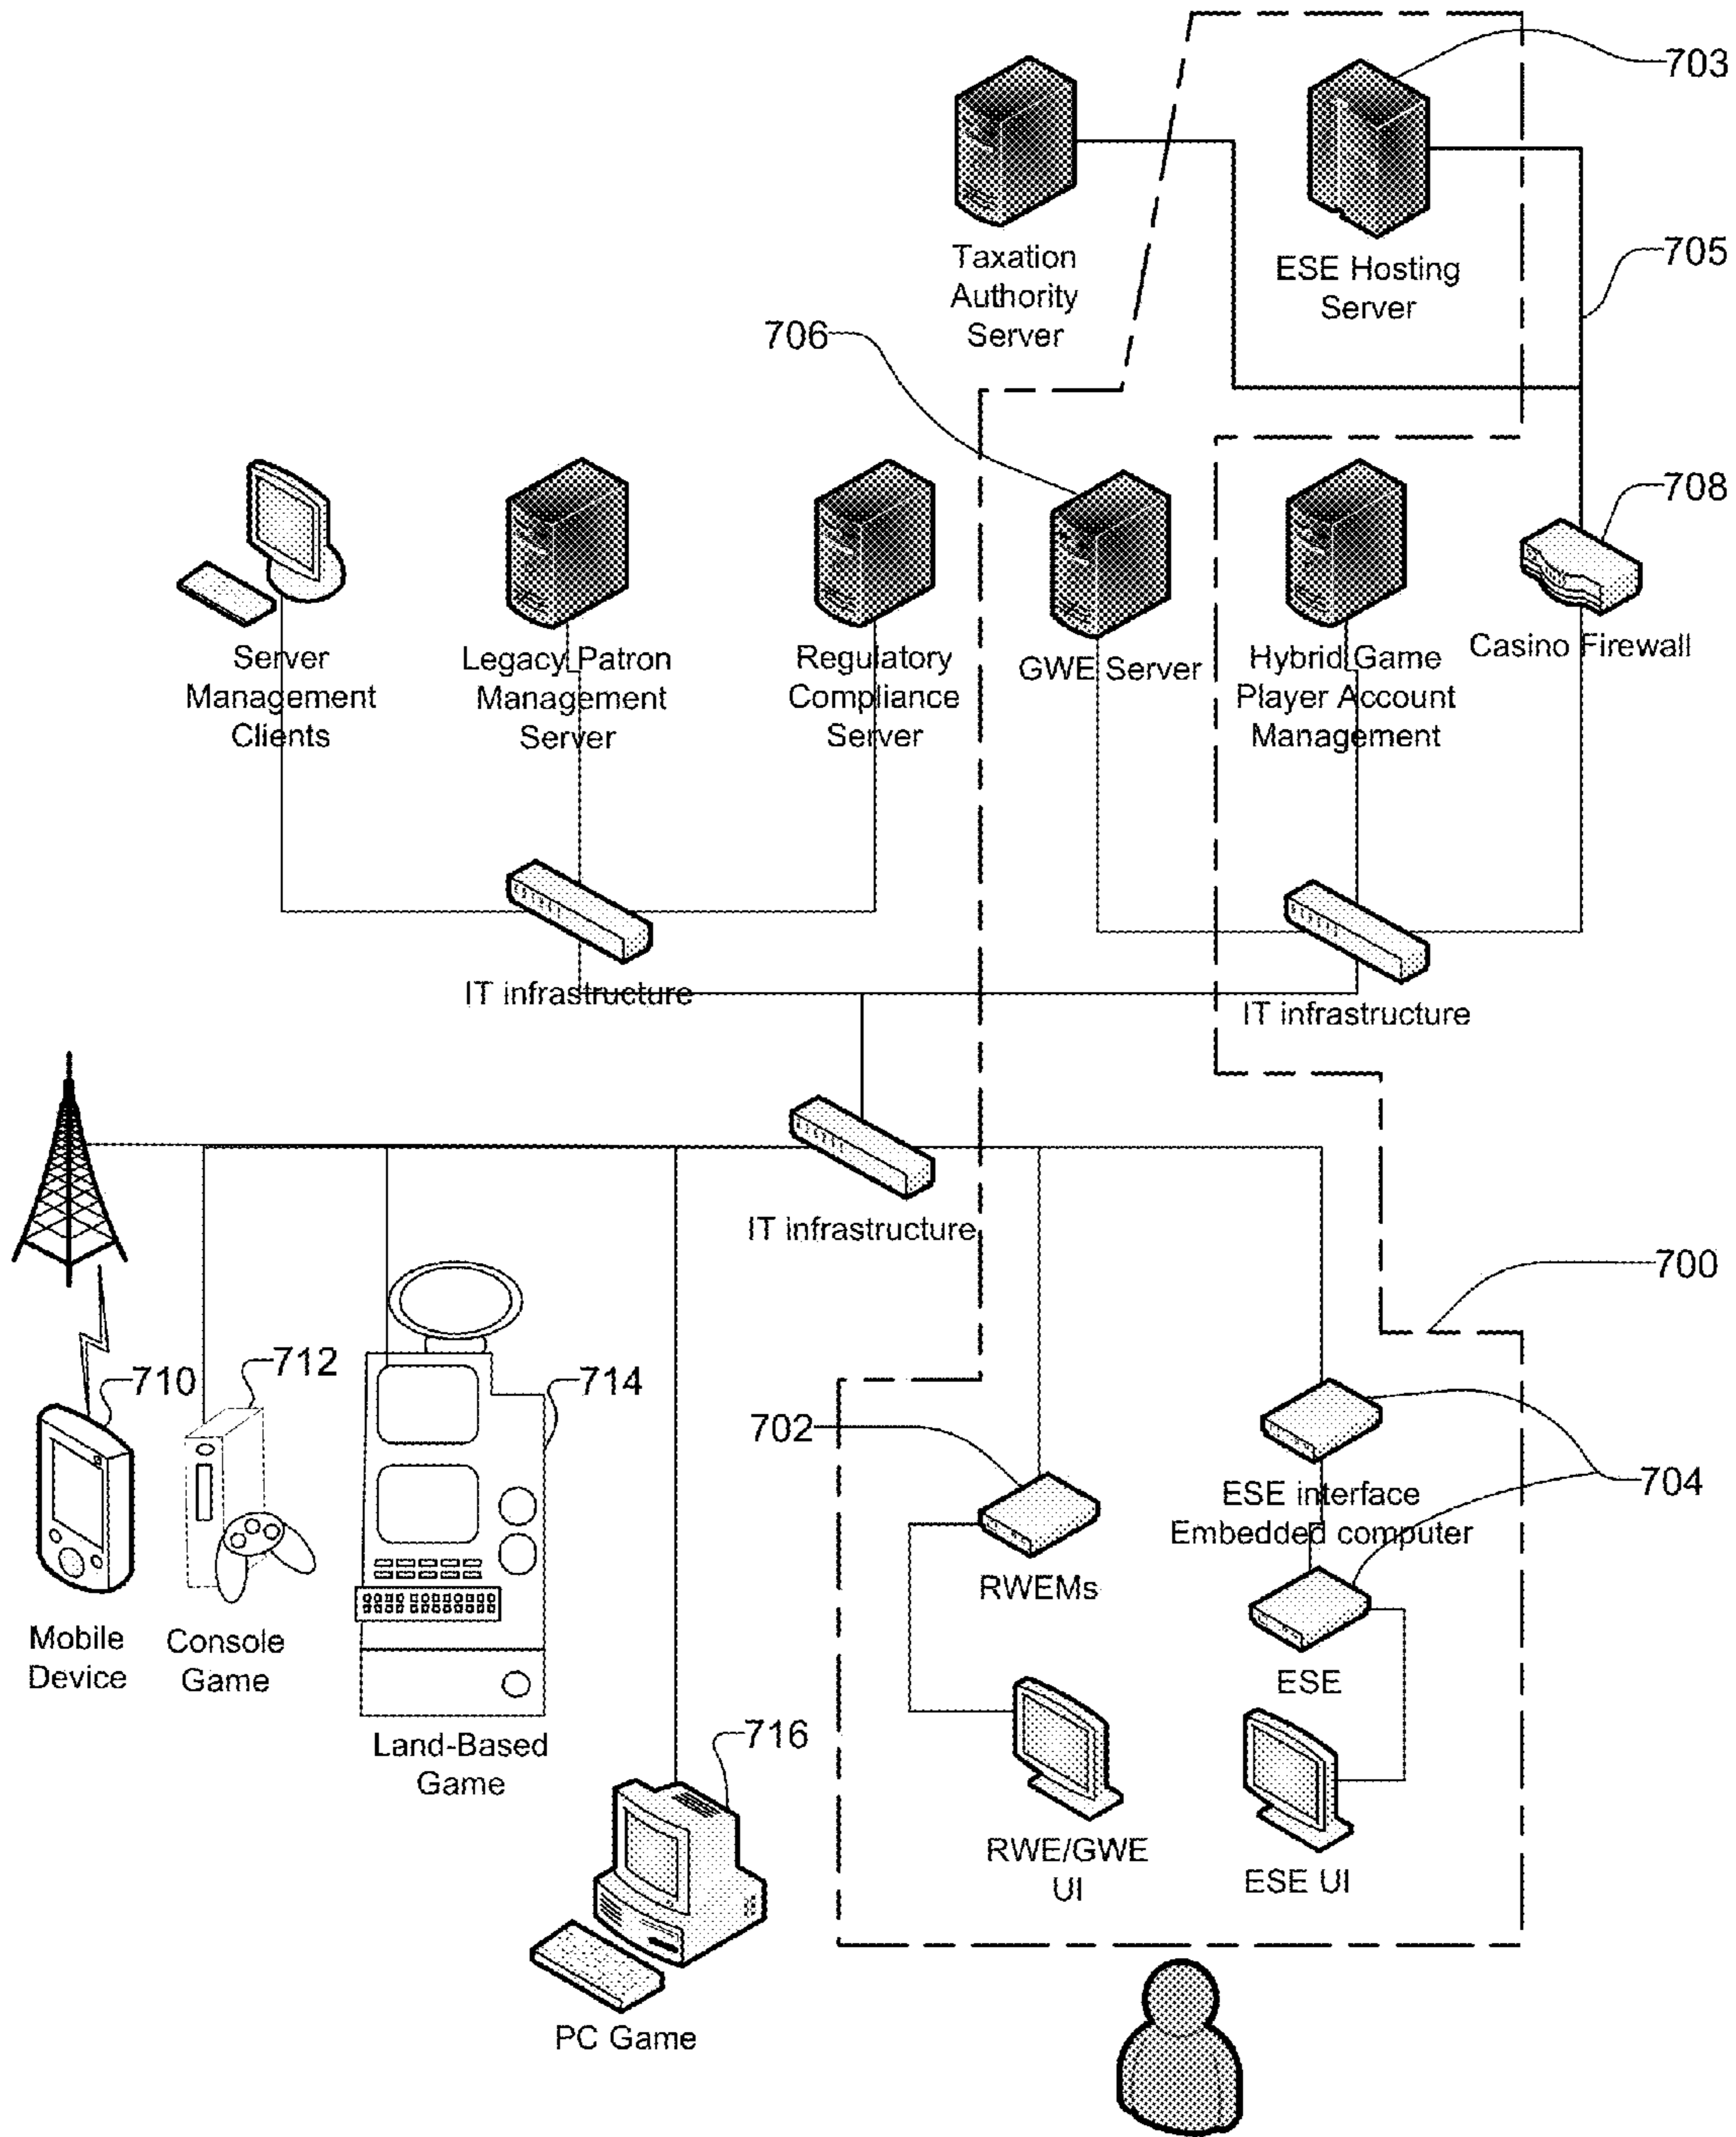 703
Taxation
Authority
Server
ESE Hosting
Server
705
706
708
Server
Management
Clients
Legacy Patron
Management
Server
Regulatory
Compliance
Server
GWE Server
Hybrid Game
Player Account
Management
Casino Firewall
IT infrastructure
IT infrastructure
IT infrastructure
700
710
712
714
702
704
ESE interface
Embedded computer
RWEMs
ESE
Mobile
Device
Console
Game
Land-Based
Game
716
RWE/GWE
UI
ESE UI
PC Game